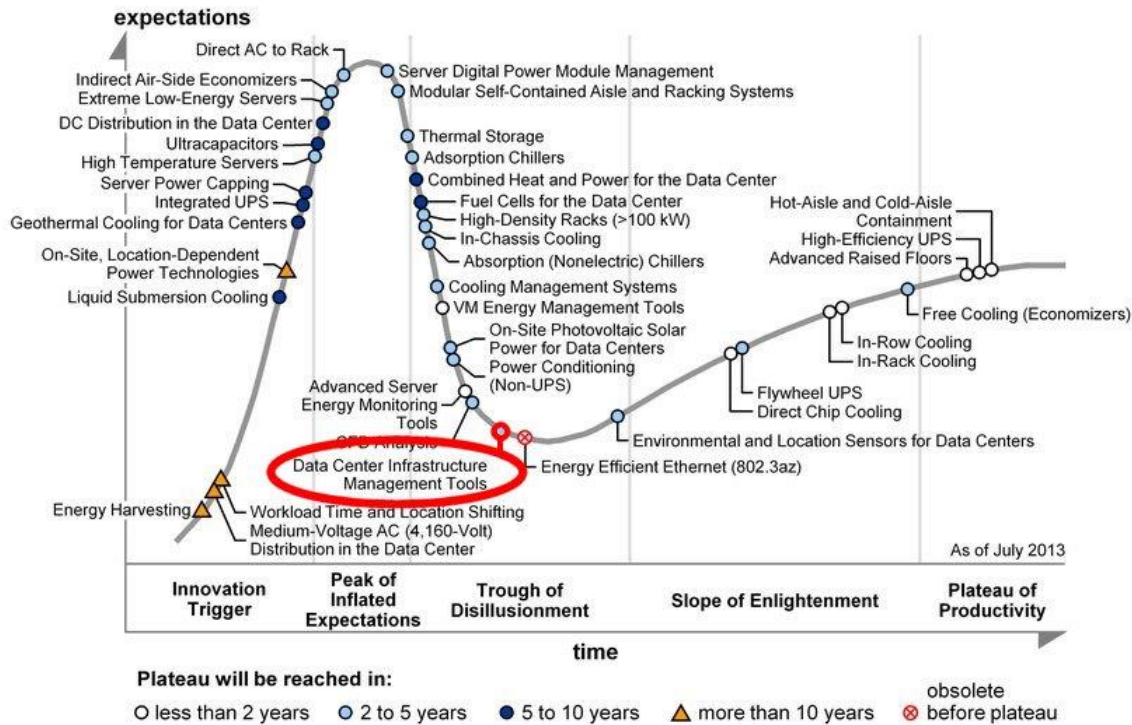 expectations
Direct AC to Rack
Indirect Air-Side Economizers
Extreme Low-Energy Servers
DC Distribution in the Data Center
Ultracapacitors
High Temperature Servers
Server Power Capping
Integrated UPS
Geothermal Cooling for Data Centers
On-Site, Location-Dependent
Power Technologies
Liquid Submersion Cooling
Energy Harvesting
Workload Time and Location Shifting
Medium-Voltage AC (4,160-Volt)
Distribution in the Data Center
Server Digital Power Module Management
Modular Self-Contained Aisle and Racking Systems
Thermal Storage
Adsorption Chillers
Combined Heat and Power for the Data Center
Fuel Cells for the Data Center
High-Density Racks (>100 kW)
In-Chassis Cooling
Absorption (Nonelectric) Chillers
Cooling Management Systems
VM Energy Management Tools
On-Site Photovoltaic Solar
Power for Data Centers
Power Conditioning
(Non-UPS)
Advanced Server
Energy Monitoring
Tools
CFD Analysis
Data Center Infrastructure
Management Tools
Energy Efficient Ethernet (802.3az)
Environmental and Location Sensors for Data Centers
Flywheel UPS
Direct Chip Cooling
In-Row Cooling
In-Rack Cooling
Free Cooling (Economizers)
Hot-Aisle and Cold-Aisle
Containment
High-Efficiency UPS
Advanced Raised Floors
As of July 2013
Innovation
Trigger
Peak of
Inflated
Expectations
Trough of
Disillusionment
Slope of Enlightenment
Plateau of
Productivity
time
Plateau will be reached in:
less than 2 years
2 to 5 years
5 to 10 years
more than 10 years
obsolete
before plateau